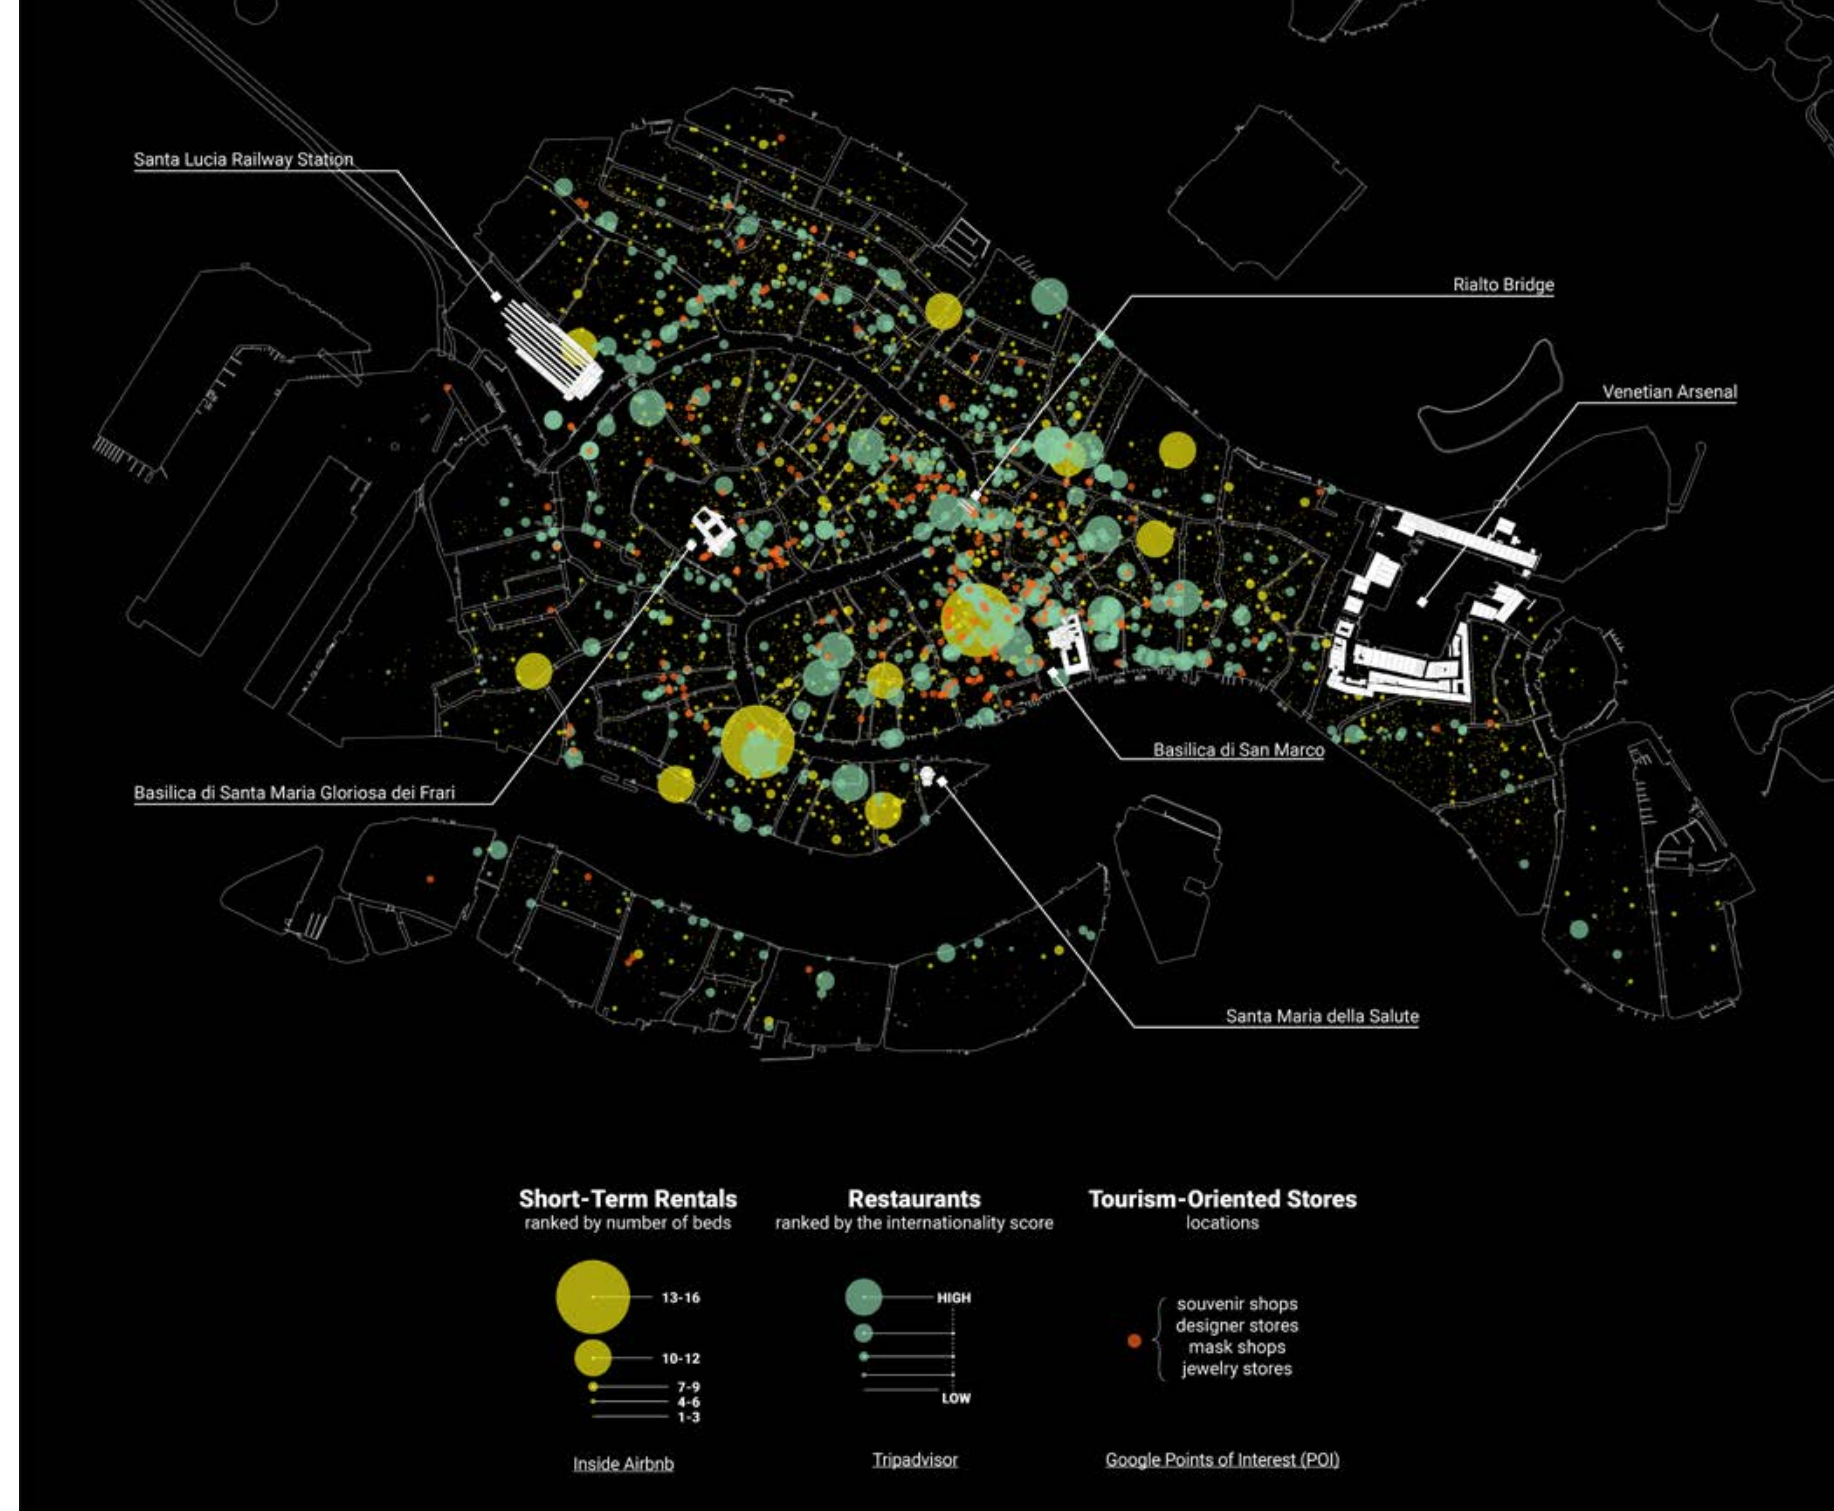 Santa Lucia Railway Station
Rialto Bridge
Venetian Arsenal
Basilica di San Marco
Basilica di Santa Maria Gloriosa dei Frari
Santa Maria della Salute
Short-Term Rentals
ranked by number of beds
13-16
10-12
7-9
4-6
1-3
Inside Airbnb
Restaurants
ranked by the internationality score
HIGH
LOW
Tripadvisor
Tourism-Oriented Stores
locations
souvenir shops
designer stores
mask shops
jewelry stores
Google Points of Interest (POI)